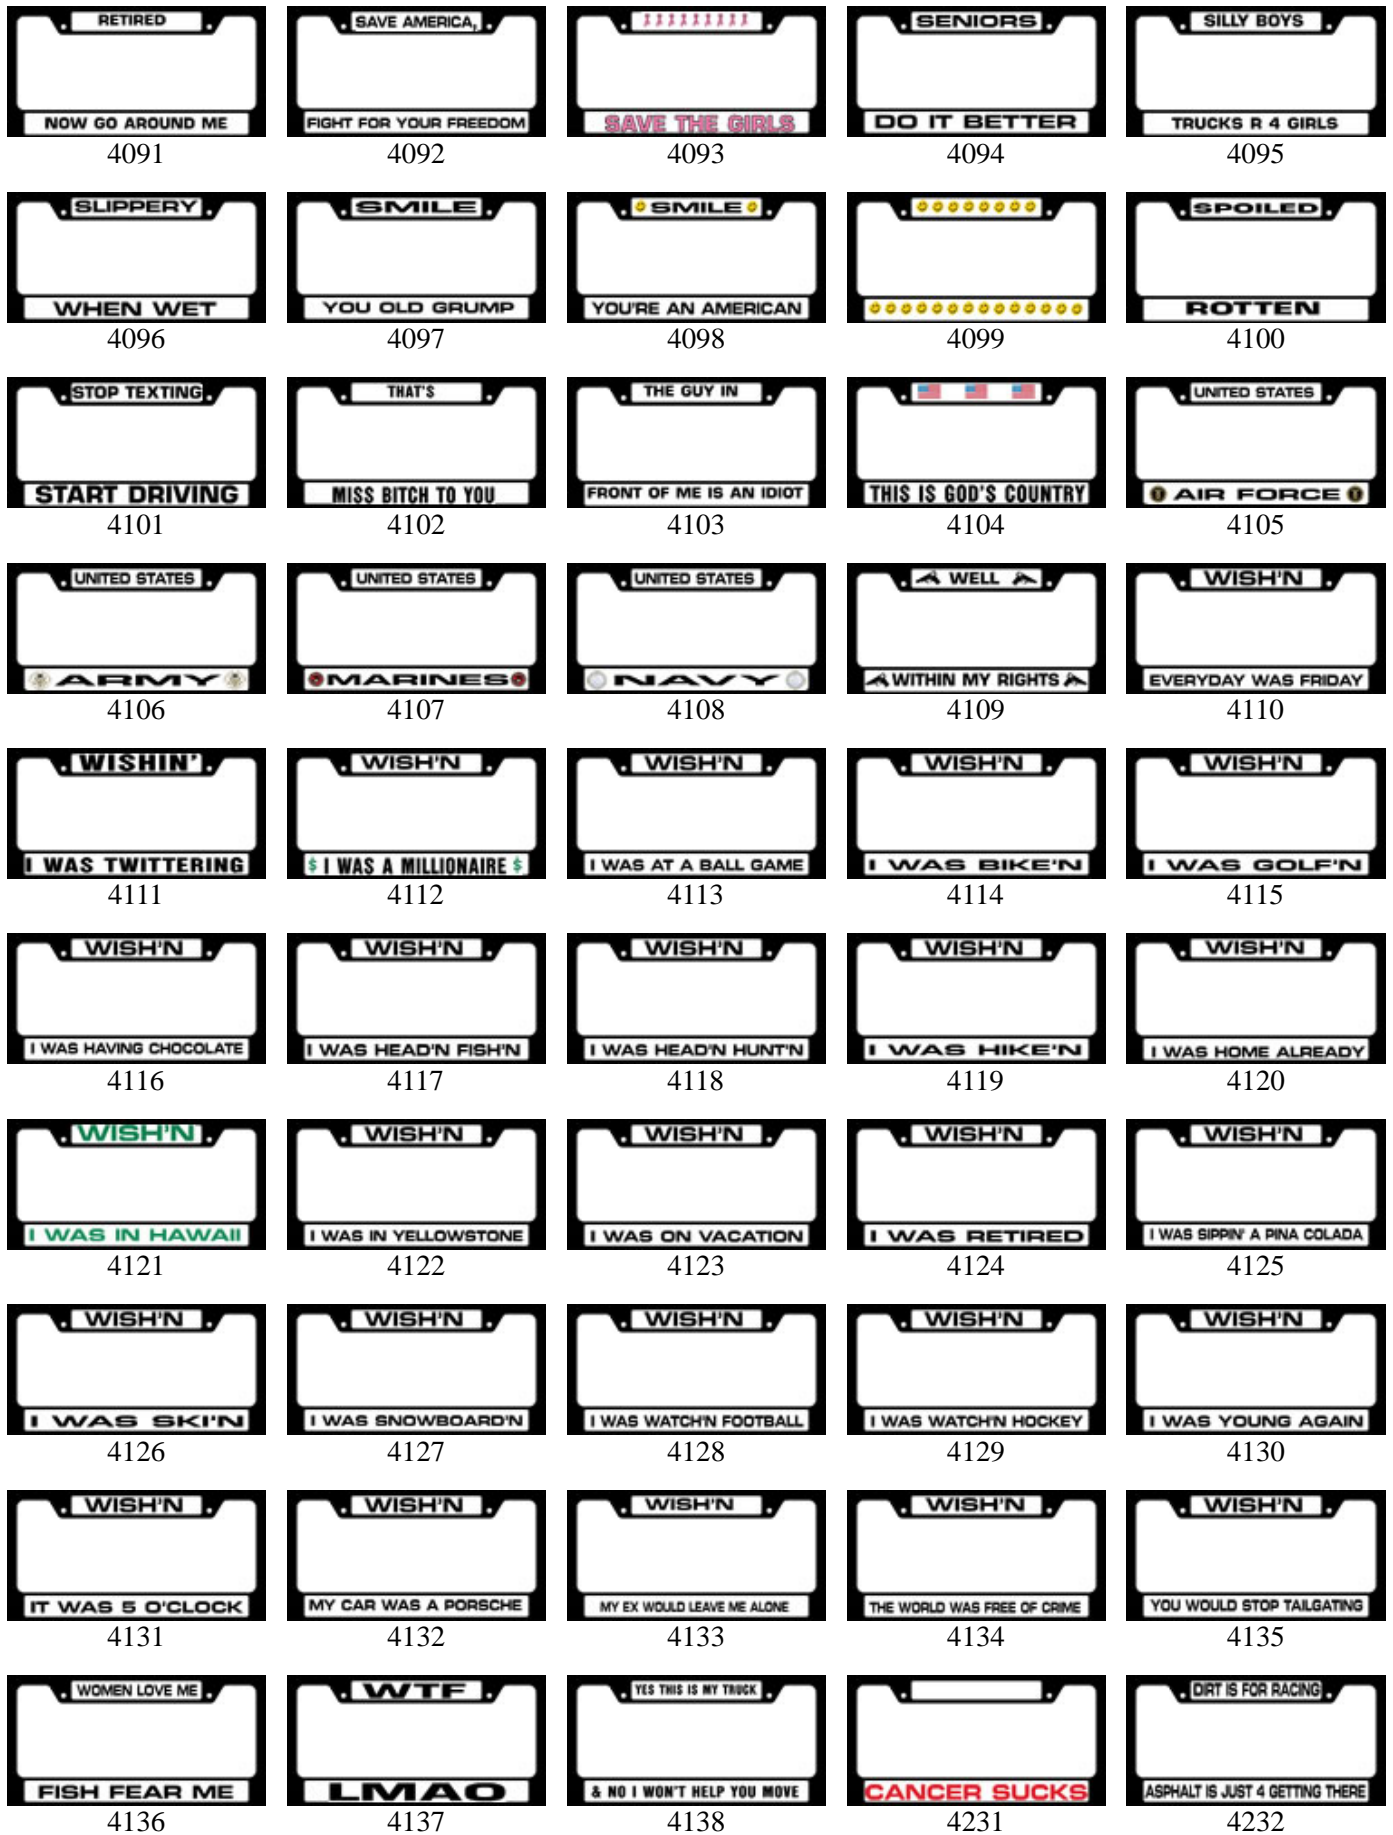 RETIRED
NOW GO AROUND ME
4091
SAVE AMERICA,
FIGHT FOR YOUR FREEDOM
4092
SAVE THE GIRLS
4093
SENIORS
DO IT BETTER
4094
SILLY BOYS
TRUCKS R 4 GIRLS
4095
SLIPPERY
WHEN WET
4096
SMILE
YOU OLD GRUMP
4097
SMILE
YOU'RE AN AMERICAN
4098
4099
SPOILED
ROTTEN
4100
STOP TEXTING
START DRIVING
4101
THAT'S
MISS BITCH TO YOU
4102
THE GUY IN
FRONT OF ME IS AN IDIOT
4103
THIS IS GOD'S COUNTRY
4104
UNITED STATES
AIR FORCE
4105
UNITED STATES
ARMY
4106
UNITED STATES
MARINES
4107
UNITED STATES
NAVY
4108
WELL
WITHIN MY RIGHTS
4109
WISH'N
EVERYDAY WAS FRIDAY
4110
WISHIN'
I WAS TWITTERING
4111
WISH'N
$ I WAS A MILLIONAIRE $
4112
WISH'N
I WAS AT A BALL GAME
4113
WISH'N
I WAS BIKE'N
4114
WISH'N
I WAS GOLF'N
4115
WISH'N
I WAS HAVING CHOCOLATE
4116
WISH'N
I WAS HEAD'N FISH'N
4117
WISH'N
I WAS HEAD'N HUNT'N
4118
WISH'N
I WAS HIKE'N
4119
WISH'N
I WAS HOME ALREADY
4120
WISH'N
I WAS IN HAWAII
4121
WISH'N
I WAS IN YELLOWSTONE
4122
WISH'N
I WAS ON VACATION
4123
WISH'N
I WAS RETIRED
4124
WISH'N
I WAS SIPPIN' A PINA COLADA
4125
WISH'N
I WAS SKI'N
4126
WISH'N
I WAS SNOWBOARD'N
4127
WISH'N
I WAS WATCH'N FOOTBALL
4128
WISH'N
I WAS WATCH'N HOCKEY
4129
WISH'N
I WAS YOUNG AGAIN
4130
WISH'N
IT WAS 5 O'CLOCK
4131
WISH'N
MY CAR WAS A PORSCHE
4132
WISH'N
MY EX WOULD LEAVE ME ALONE
4133
WISH'N
THE WORLD WAS FREE OF CRIME
4134
WISH'N
YOU WOULD STOP TAILGATING
4135
WOMEN LOVE ME
FISH FEAR ME
4136
WTF
LMAO
4137
YES THIS IS MY TRUCK
& NO I WON'T HELP YOU MOVE
4138
CANCER SUCKS
4231
DIRT IS FOR RACING
ASPHALT IS JUST 4 GETTING THERE
4232